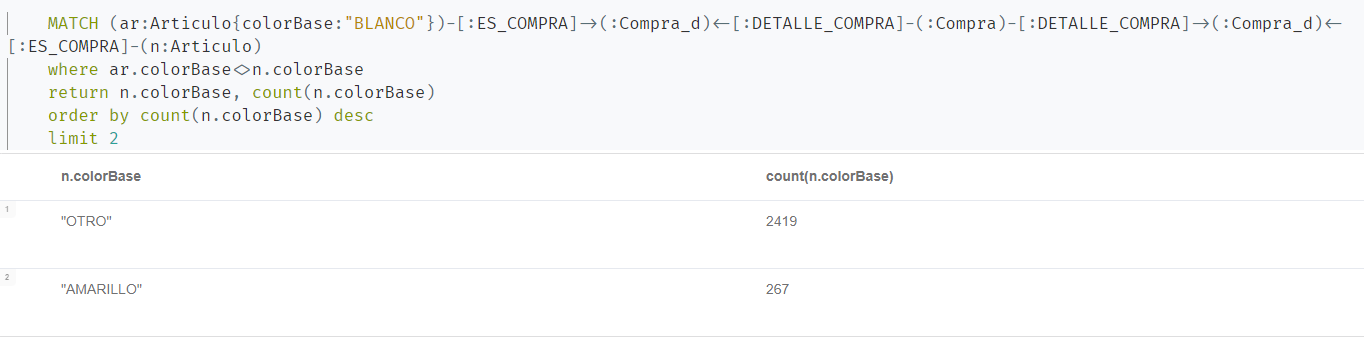 MATCH (ar:Articulo{colorBase:"BLANCO"})-[:ES_COMPRA]->(:Compra_d)<-[:DETALLE_COMPRA]-(:Compra)-[:DETALLE_COMPRA]->(:Compra_d)<-
[:ES_COMPRA]-(n:Articulo)
where ar.colorBase<>n.colorBase
return n.colorBase, count(n.colorBase)
order by count(n.colorBase) desc
limit 2
n.colorBase count(n.colorBase)
1 "OTRO" 2419
2 "AMARILLO" 267